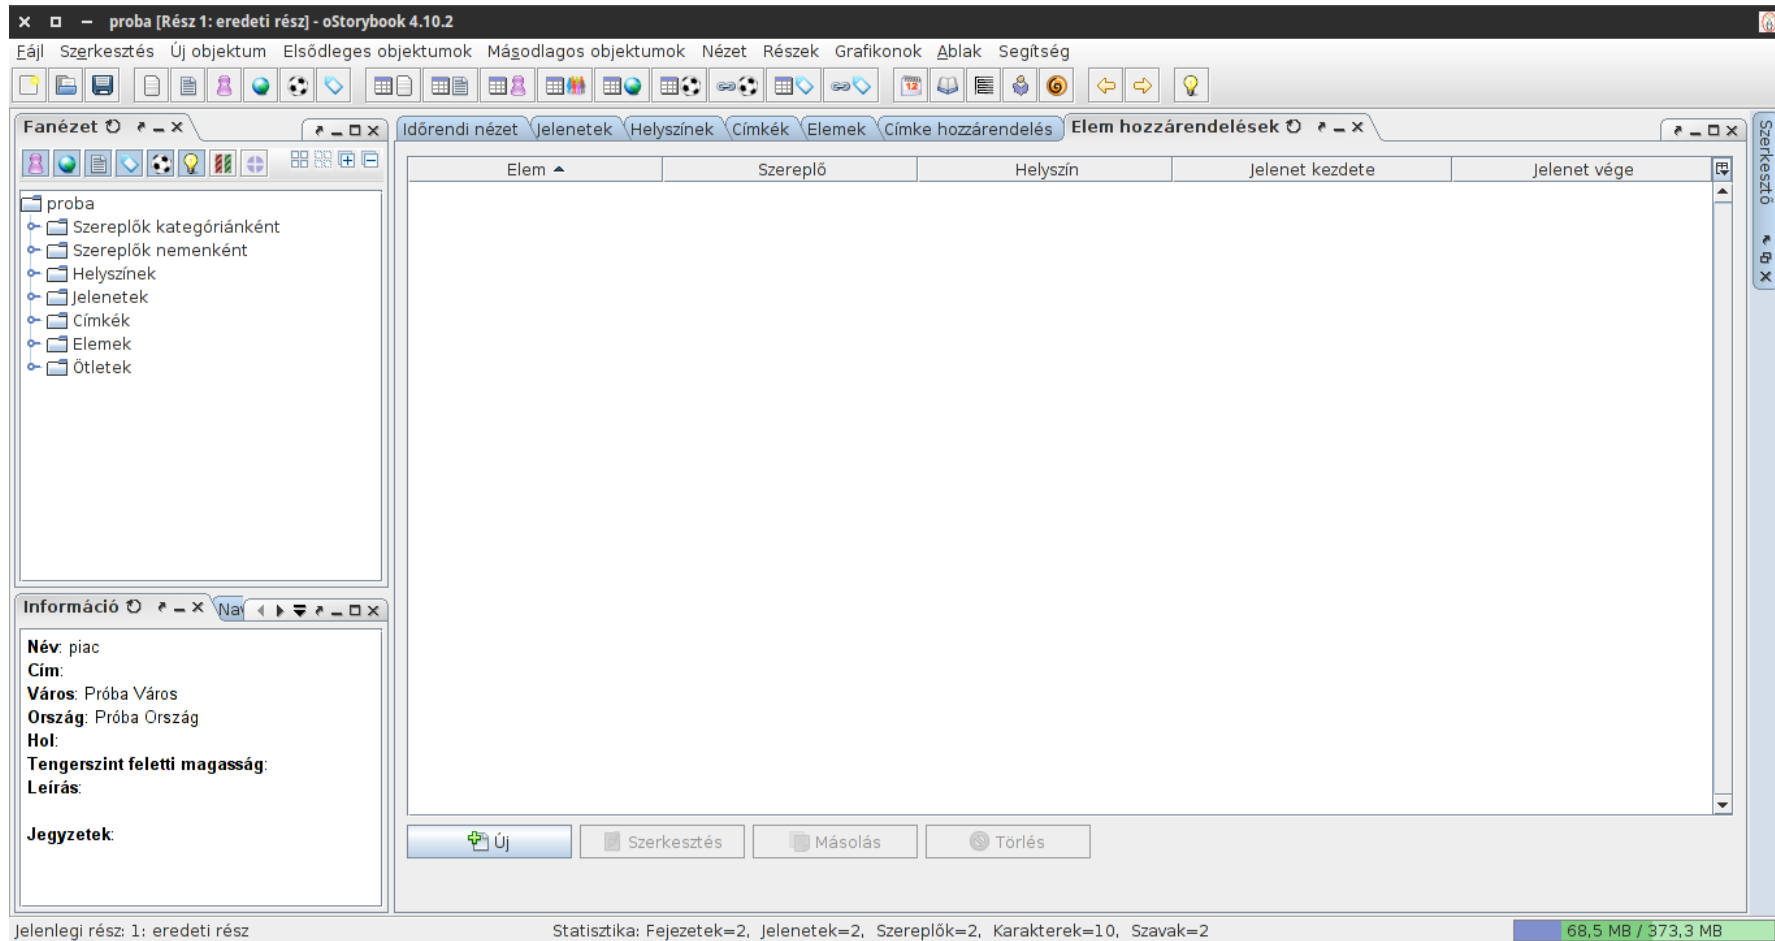 proba [Rész 1: eredeti rész] - oStorybook 4.10.2
Fájl Szerkesztés Új objektum Elsődleges objektumok Másodlagos objektumok Nézet Részek Grafikonok Ablak Segítség
12
Fanézet
Időrendi nézet Jelenetek Helyszínek Címkék Elemek Címke hozzárendelés Elem hozzárendelések
Szerkesztő
Elem Szereplő Helyszín Jelenet kezdete Jelenet vége
proba
Szereplők kategóriánként
Szereplők nemenként
Helyszínek
Jelenetek
Címkék
Elemek
Ötletek
Információ
Név: piac
Cím:
Város: Próba Város
Ország: Próba Ország
Hol:
Tengerszint feletti magasság:
Leírás:
Jegyzetek:
Új Szerkesztés Másolás Törlés
Jelenlegi rész: 1: eredeti rész
Statisztika: Fejezetek=2, Jelenetek=2, Szereplők=2, Karakterek=10, Szavak=2
68,5 MB / 373,3 MB